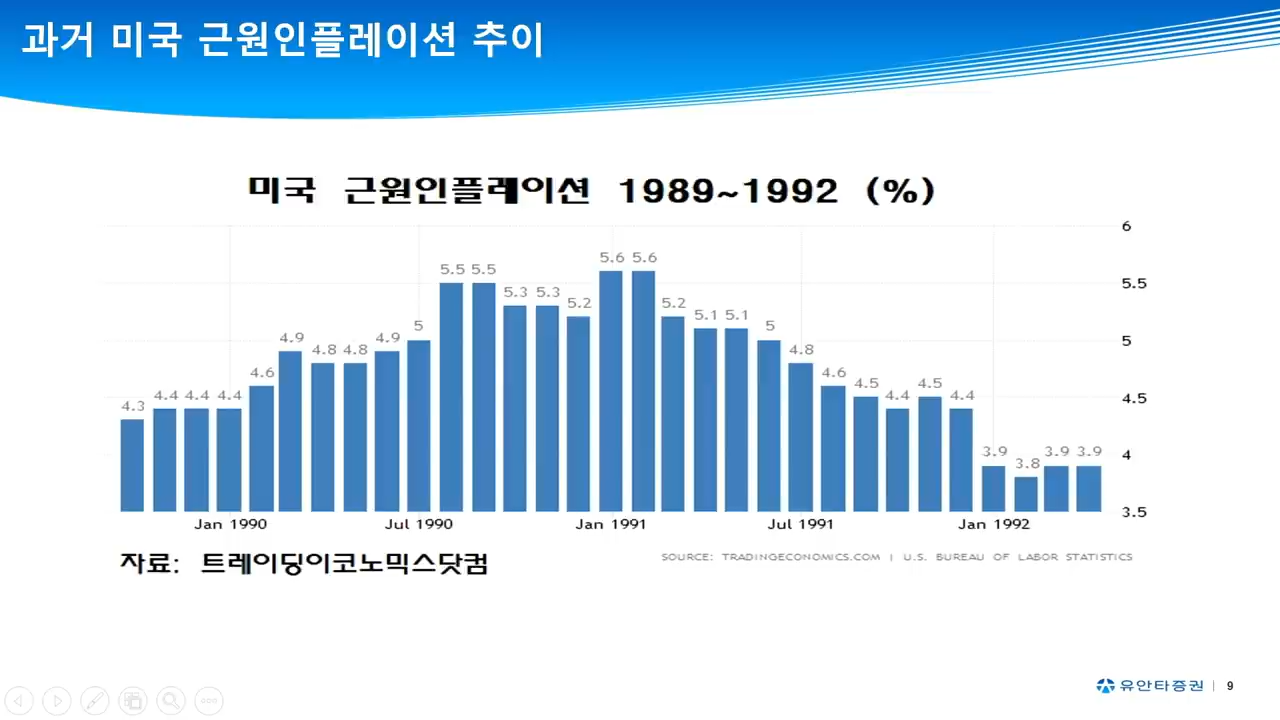 과거 미국 근원인플레이션 추이
미국 근원인플레이션 1989~1992 (%)
4.3 4.4 4.4 4.4 4.6 4.9 4.8 4.8 4.9 5 5.5 5.5 5.3 5.3 5.2 5.6 5.6 5.2 5.1 5.1 5 4.8 4.6 4.5 4.4 4.5 4.4 3.9 3.8 3.9 3.9
6
5.5
5
4.5
4
3.5
Jan 1990 Jul 1990 Jan 1991 Jul 1991 Jan 1992
자료: 트레이딩이코노믹스닷컴
SOURCE: TRADINGECONOMICS.COM | U.S. BUREAU OF LABOR STATISTICS
유안타증권 | 9